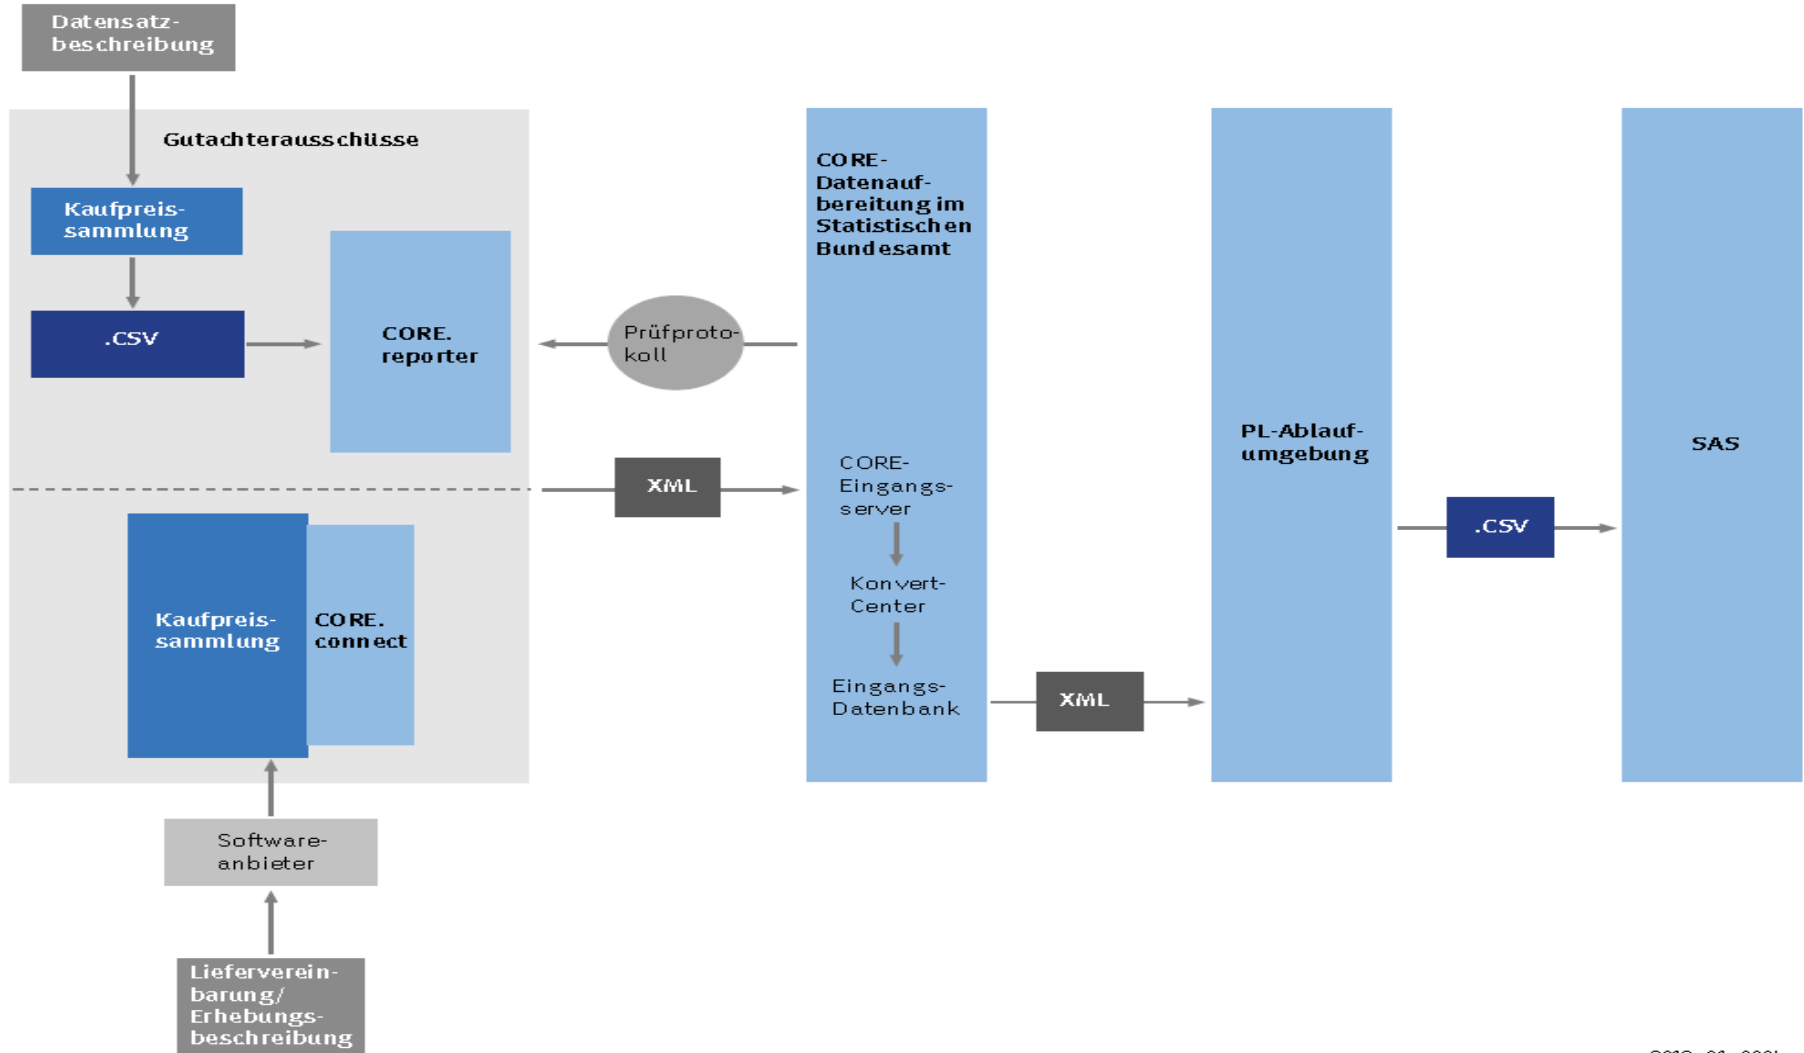 Datensatz-
beschreibung
Gutachterausschüsse
Kaufpreis-
sammlung
.CSV
CORE.
reporter
Prüfproto-
koll
CORE-
Datenauf-
bereitung im
Statistischen
Bundesamt
XML
CORE-
Eingangs-
server
Konvert-
Center
Eingangs-
Datenbank
XML
PL-Ablauf-
umgebung
.CSV
SAS
Kaufpreis-
sammlung
CORE.
connect
Software-
anbieter
Lieferverein-
barung/
Erhebungs-
beschreibung